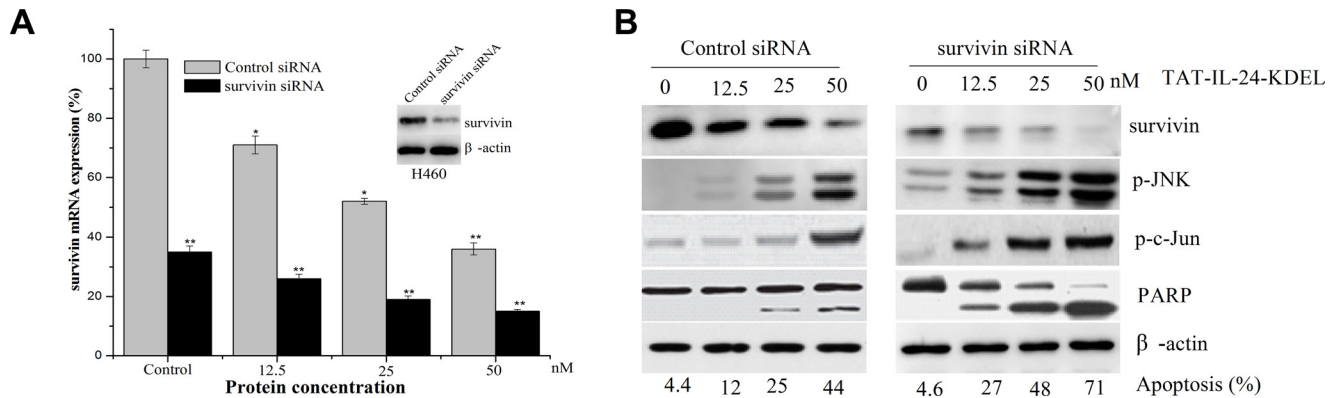 A
survivin mRNA expression (%)
100
80
60
40
20
0
Control siRNA
survivin siRNA
Control siRNA
survivin siRNA
survivin
β -actin
H460
* ** * ** * ** ** **
Control 12.5 25 50 nM
Protein concentration
B
Control siRNA survivin siRNA
0 12.5 25 50 0 12.5 25 50 nM TAT-IL-24-KDEL
survivin
p-JNK
p-c-Jun
PARP
β -actin
4.4 12 25 44 4.6 27 48 71 Apoptosis (%)